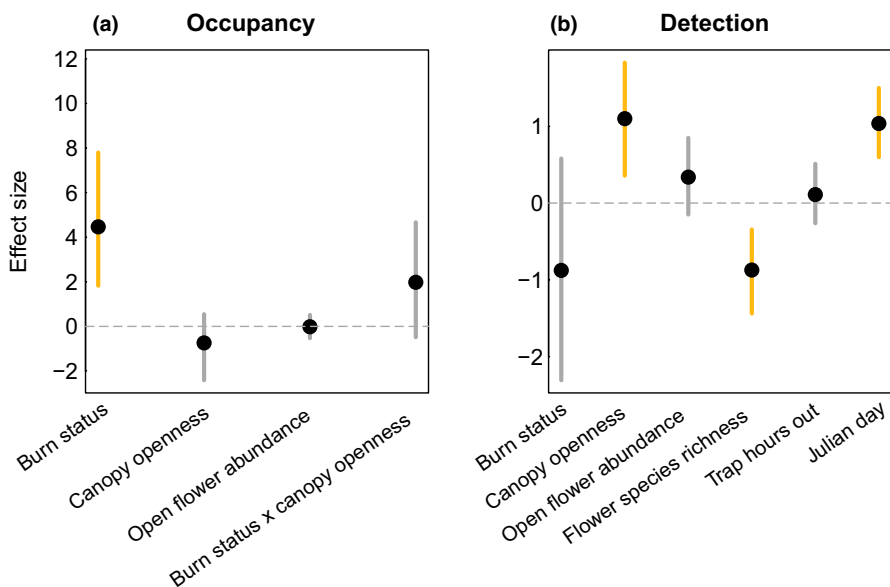 (a) Occupancy
Effect size
12
10
8
6
4
2
0
−2
Burn status
Canopy openness
Open flower abundance
Burn status x canopy openness
(b) Detection
1
0
−1
−2
Burn status
Canopy openness
Open flower abundance
Flower species richness
Trap hours out
Julian day